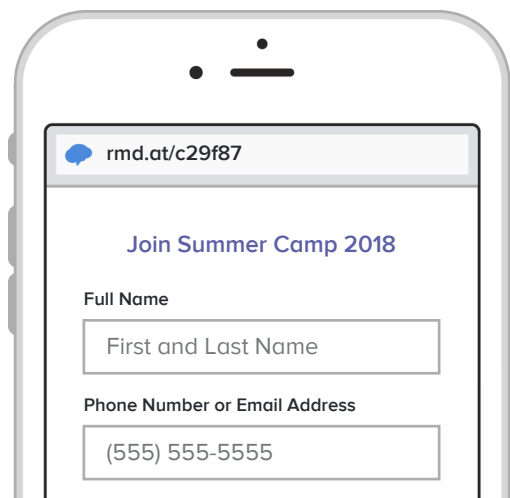 rmd.at/c29f87
Join Summer Camp 2018
Full Name
First and Last Name
Phone Number or Email Address
(555) 555-5555